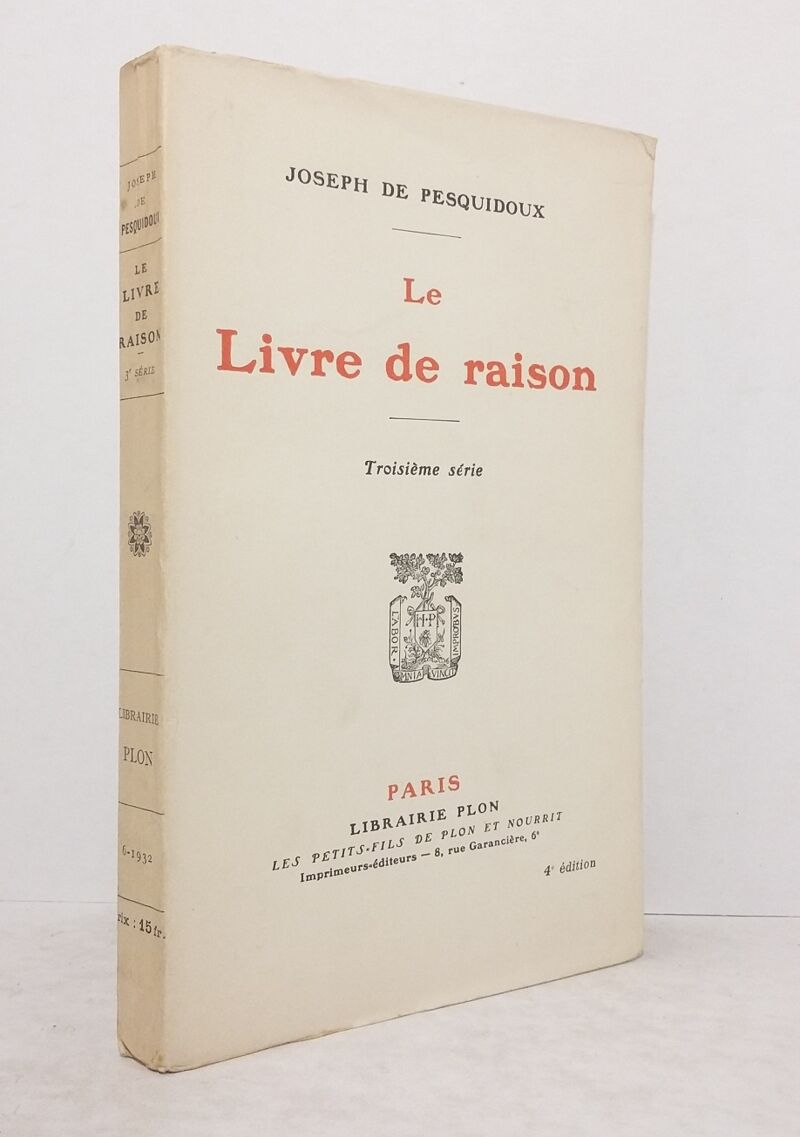 JOSEPH
DE
PESQUIDOUX
LE
LIVRE
DE
RAISON
3e SÉRIE
LIBRAIRIE
PLON
6-1932
Prix : 15 fr.
JOSEPH DE PESQUIDOUX
Le
Livre de raison
Troisième série
H·P
LABOR · OMNIA VINCIT IMPROBVS
PARIS
LIBRAIRIE PLON
LES PETITS-FILS DE PLON ET NOURRIT
Imprimeurs-éditeurs — 8, rue Garancière, 6e
4e édition